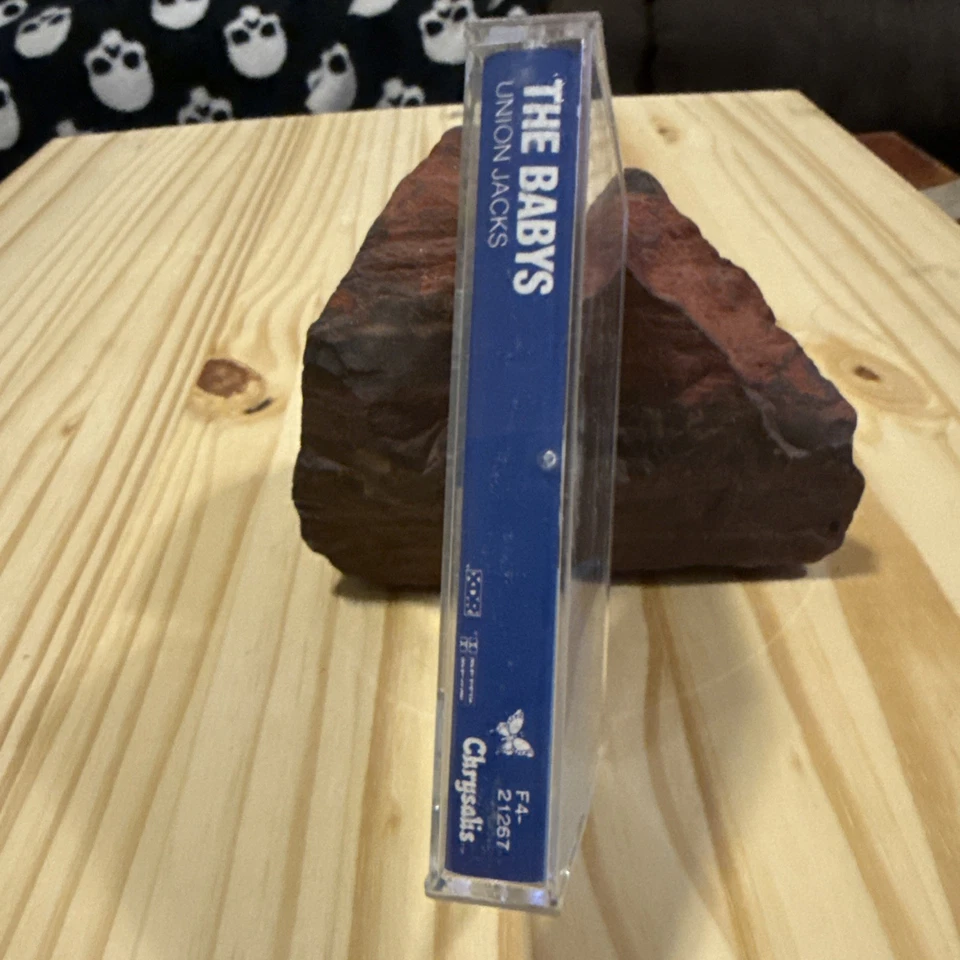 THE BABYS
UNION JACKS
Chrysalis
F4-
21267